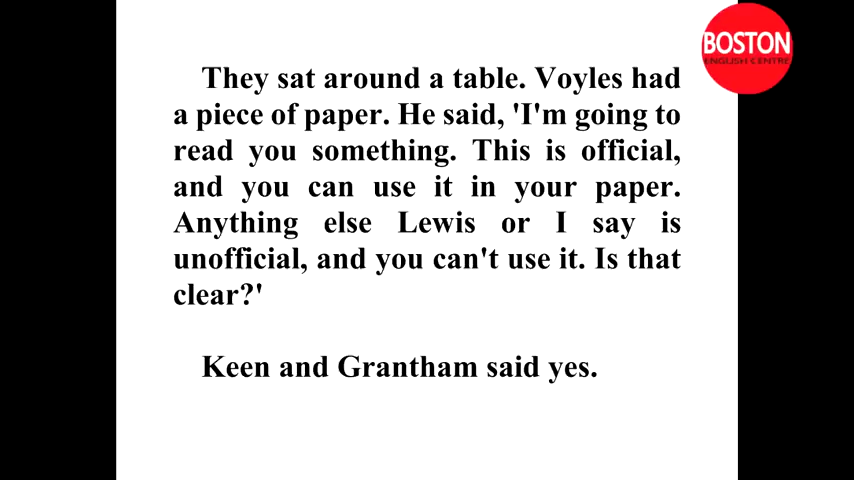 BOSTON
ENGLISH CENTRE
They sat around a table. Voyles had
a piece of paper. He said, 'I'm going to
read you something. This is official,
and you can use it in your paper.
Anything else Lewis or I say is
unofficial, and you can't use it. Is that
clear?'
Keen and Grantham said yes.